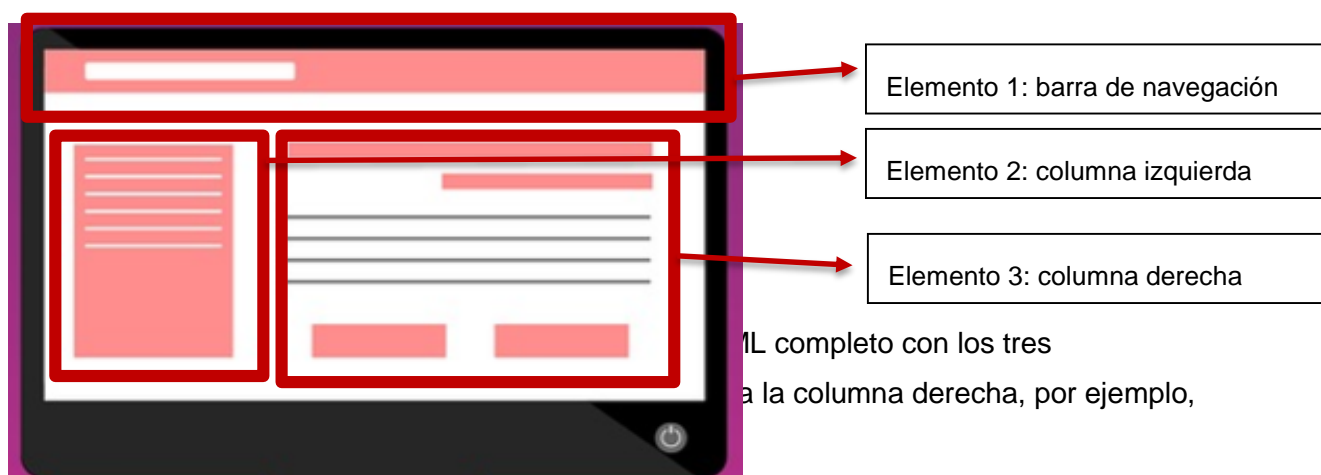 Elemento 1: barra de navegación
Elemento 2: columna izquierda
Elemento 3: columna derecha
completo con los tres
a la columna derecha, por ejemplo,